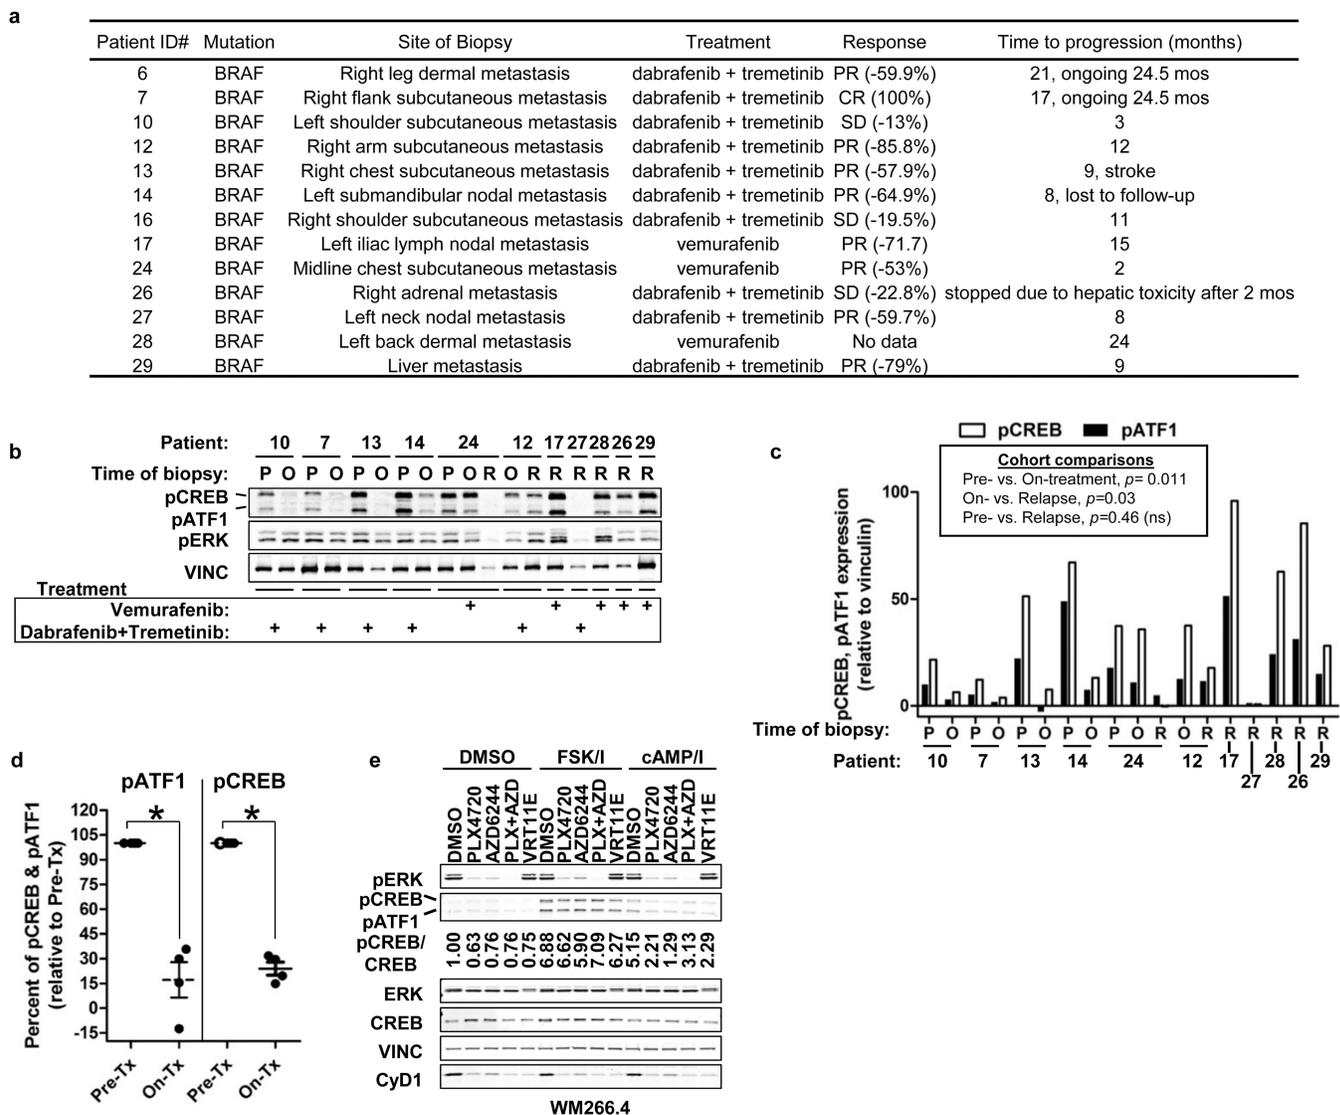 a
Patient ID# Mutation Site of Biopsy Treatment Response Time to progression (months)
6 BRAF Right leg dermal metastasis dabrafenib + tremetinib PR (-59.9%) 21, ongoing 24.5 mos
7 BRAF Right flank subcutaneous metastasis dabrafenib + tremetinib CR (100%) 17, ongoing 24.5 mos
10 BRAF Left shoulder subcutaneous metastasis dabrafenib + tremetinib SD (-13%) 3
12 BRAF Right arm subcutaneous metastasis dabrafenib + tremetinib PR (-85.8%) 12
13 BRAF Right chest subcutaneous metastasis dabrafenib + tremetinib PR (-57.9%) 9, stroke
14 BRAF Left submandibular nodal metastasis dabrafenib + tremetinib PR (-64.9%) 8, lost to follow-up
16 BRAF Right shoulder subcutaneous metastasis dabrafenib + tremetinib SD (-19.5%) 11
17 BRAF Left iliac lymph nodal metastasis vemurafenib PR (-71.7) 15
24 BRAF Midline chest subcutaneous metastasis vemurafenib PR (-53%) 2
26 BRAF Right adrenal metastasis dabrafenib + tremetinib SD (-22.8%) stopped due to hepatic toxicity after 2 mos
27 BRAF Left neck nodal metastasis dabrafenib + tremetinib PR (-59.7%) 8
28 BRAF Left back dermal metastasis vemurafenib No data 24
29 BRAF Liver metastasis dabrafenib + tremetinib PR (-79%) 9
b
Patient: 10 7 13 14 24 12 17 27 28 26 29
Time of biopsy: P O P O P O P O P O R O R R R R R R
pCREB
pATF1
pERK
VINC
Treatment
Vemurafenib: + + + + +
Dabrafenib+Tremetinib: + + + + + +
c
pCREB pATF1
Cohort comparisons
Pre- vs. On-treatment, p= 0.011
On- vs. Relapse, p=0.03
Pre- vs. Relapse, p=0.46 (ns)
pCREB, pATF1 expression
(relative to vinculin)
100
50
0
Time of biopsy: P O P O P O P O P O R O R R R R R R
Patient: 10 7 13 14 24 12 17 28 29
27 26
d
pATF1 pCREB
* *
Percent of pCREB & pATF1
(relative to Pre-Tx)
120
105
90
75
60
45
30
15
0
-15
Pre-Tx On-Tx Pre-Tx On-Tx
e
DMSO FSK/I cAMP/I
DMSO PLX4720 AZD6244 PLX+AZD VRT11E DMSO PLX4720 AZD6244 PLX+AZD VRT11E DMSO PLX4720 AZD6244 PLX+AZD VRT11E
pERK
pCREB
pATF1
pCREB/
CREB
1.00 0.63 0.76 0.76 0.75 6.88 6.62 5.90 7.09 6.27 5.15 2.21 1.29 3.13 2.29
ERK
CREB
VINC
CyD1
WM266.4